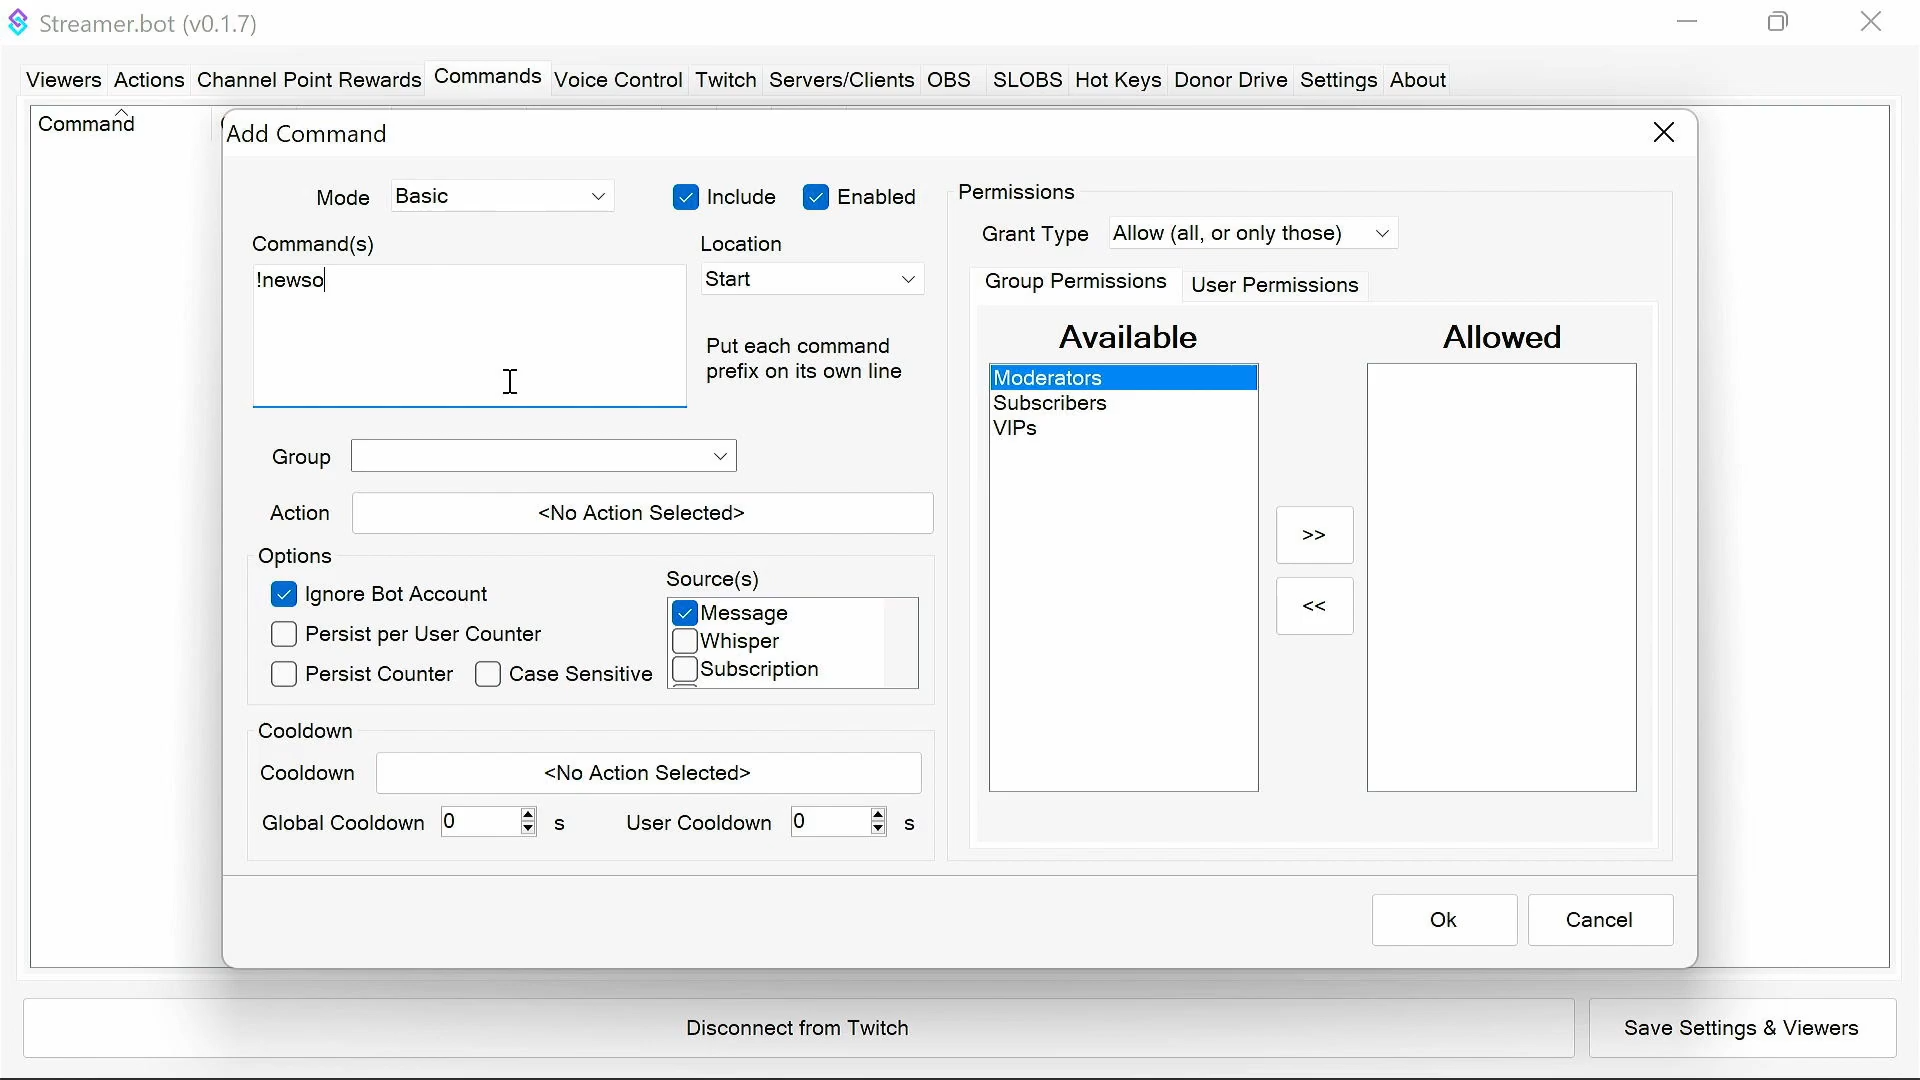 Streamer.bot (v0.1.7)
Viewers Actions Channel Point Rewards Commands Voice Control Twitch Servers/Clients OBS SLOBS Hot Keys Donor Drive Settings About
Command
Add Command
Mode Basic Include Enabled
Command(s) Location
!newso Start
Put each command
prefix on its own line
Group
Action <No Action Selected>
Options
Ignore Bot Account
Persist per User Counter
Persist Counter Case Sensitive
Source(s)
Message
Whisper
Subscription
Cooldown
Cooldown <No Action Selected>
Global Cooldown 0 s User Cooldown 0 s
Permissions
Grant Type Allow (all, or only those)
Group Permissions User Permissions
Available Allowed
Moderators
Subscribers
VIPs
>>
<<
Ok Cancel
Disconnect from Twitch Save Settings & Viewers